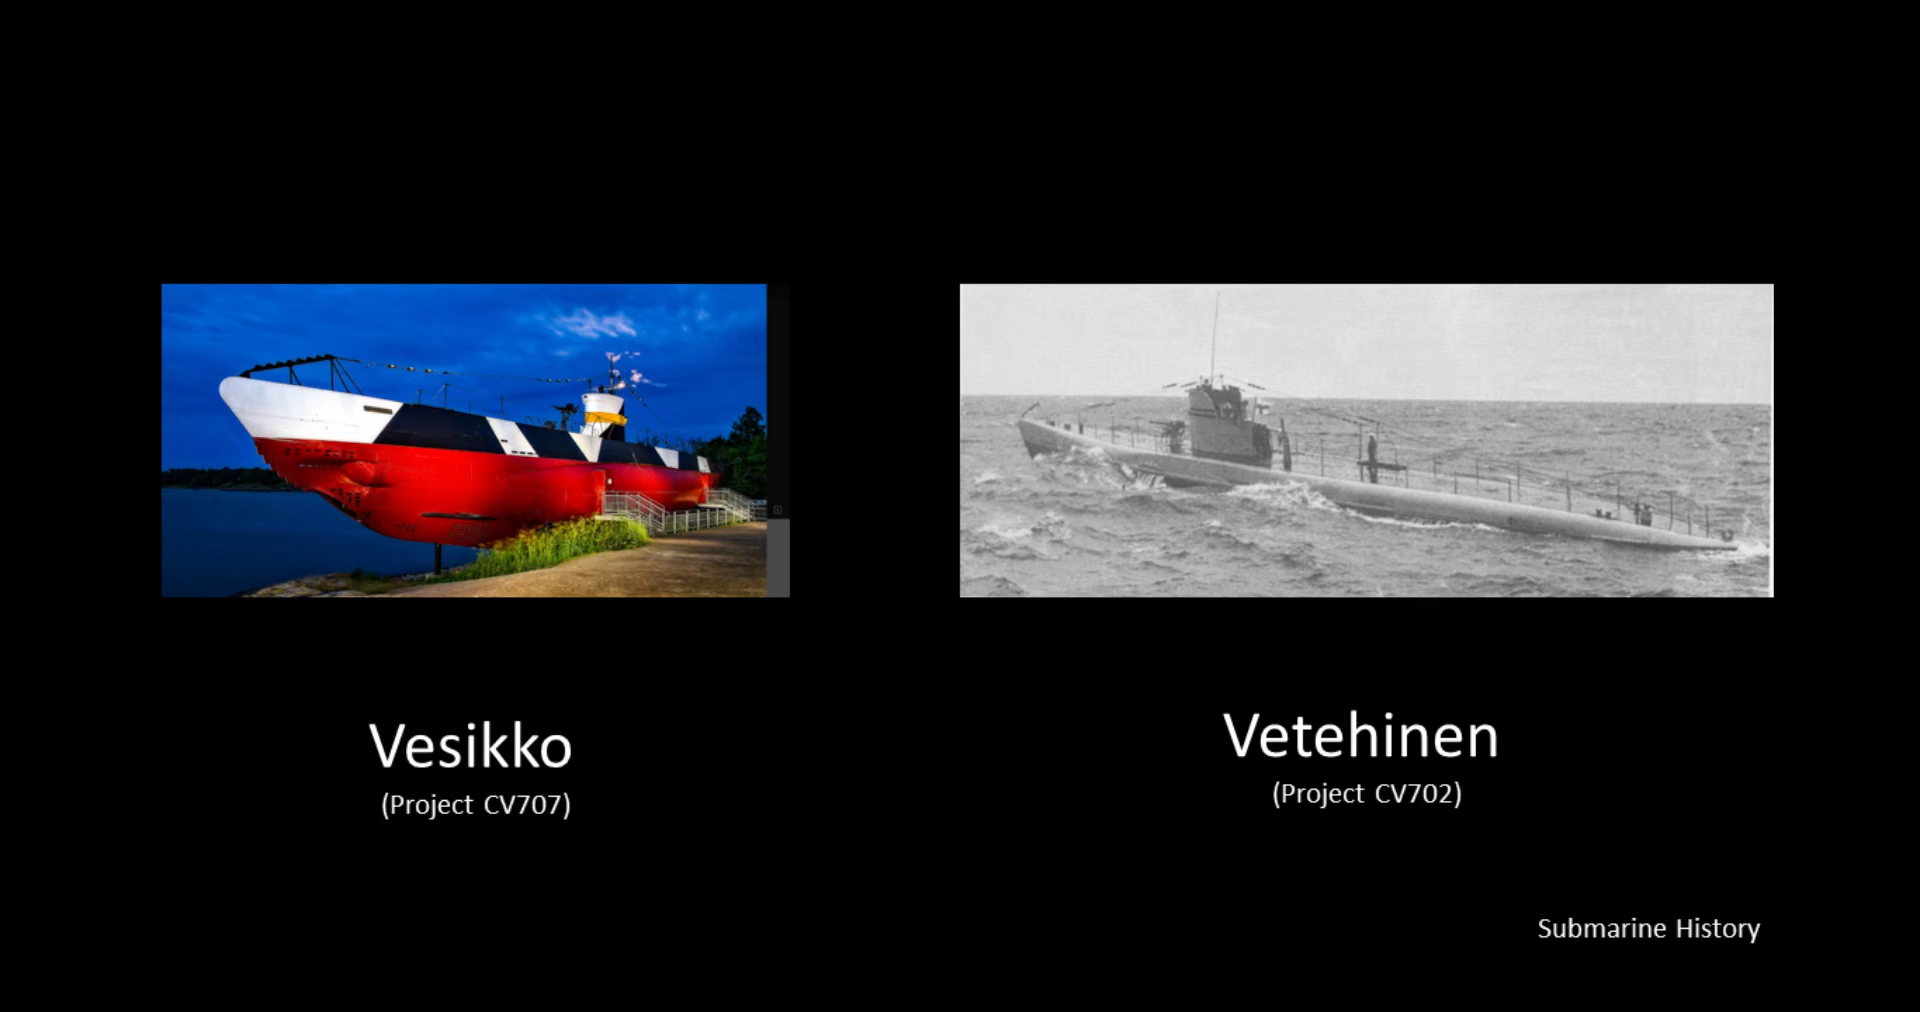 Vesikko
(Project CV707)
Vetehinen
(Project CV702)
Submarine History